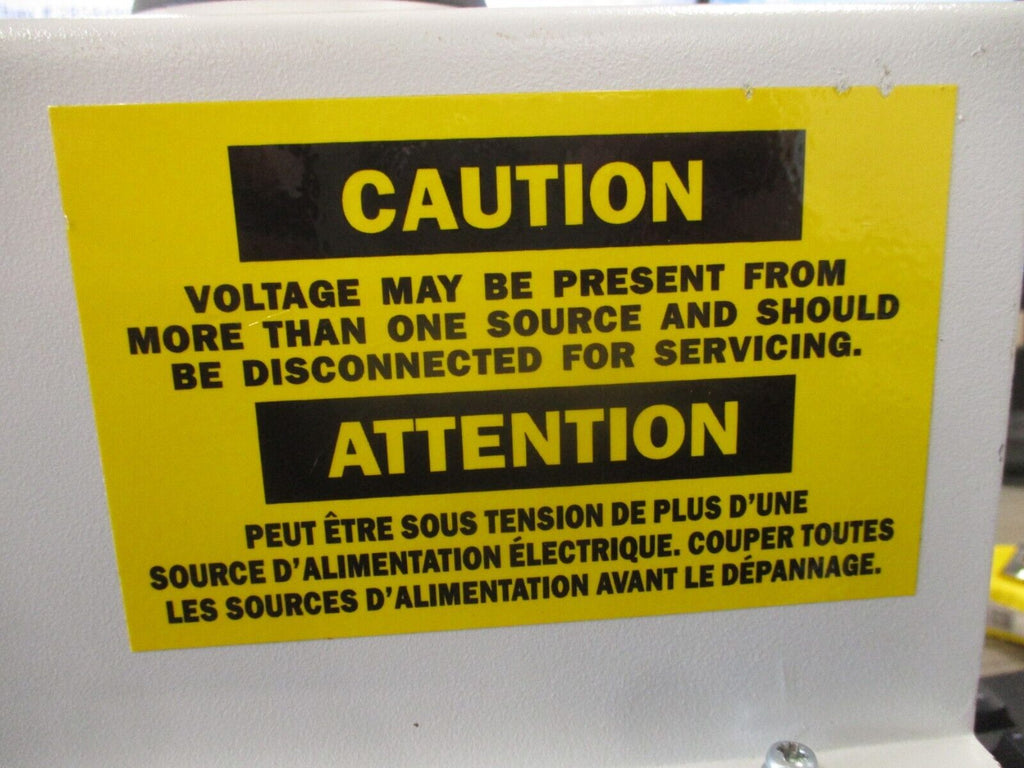 CAUTION
VOLTAGE MAY BE PRESENT FROM
MORE THAN ONE SOURCE AND SHOULD
BE DISCONNECTED FOR SERVICING.
ATTENTION
PEUT ÊTRE SOUS TENSION DE PLUS D'UNE
SOURCE D'ALIMENTATION ÉLECTRIQUE. COUPER TOUTES
LES SOURCES D'ALIMENTATION AVANT LE DÉPANNAGE.